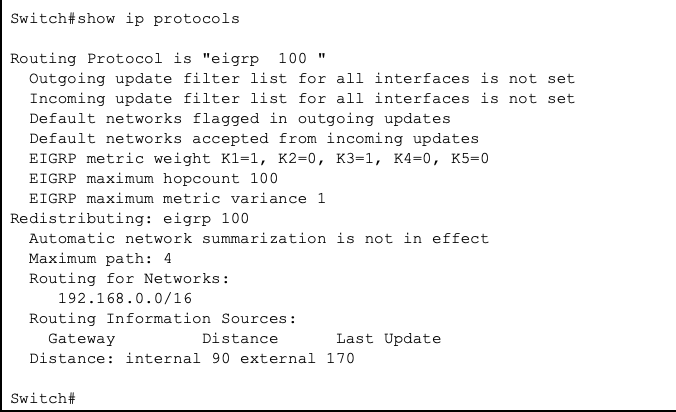 Switch#show ip protocols
Routing Protocol is "eigrp  100 "
  Outgoing update filter list for all interfaces is not set
  Incoming update filter list for all interfaces is not set
  Default networks flagged in outgoing updates
  Default networks accepted from incoming updates
  EIGRP metric weight K1=1, K2=0, K3=1, K4=0, K5=0
  EIGRP maximum hopcount 100
  EIGRP maximum metric variance 1
Redistributing: eigrp 100
  Automatic network summarization is not in effect
  Maximum path: 4
  Routing for Networks:
     192.168.0.0/16
  Routing Information Sources:
    Gateway         Distance      Last Update
  Distance: internal 90 external 170
Switch#